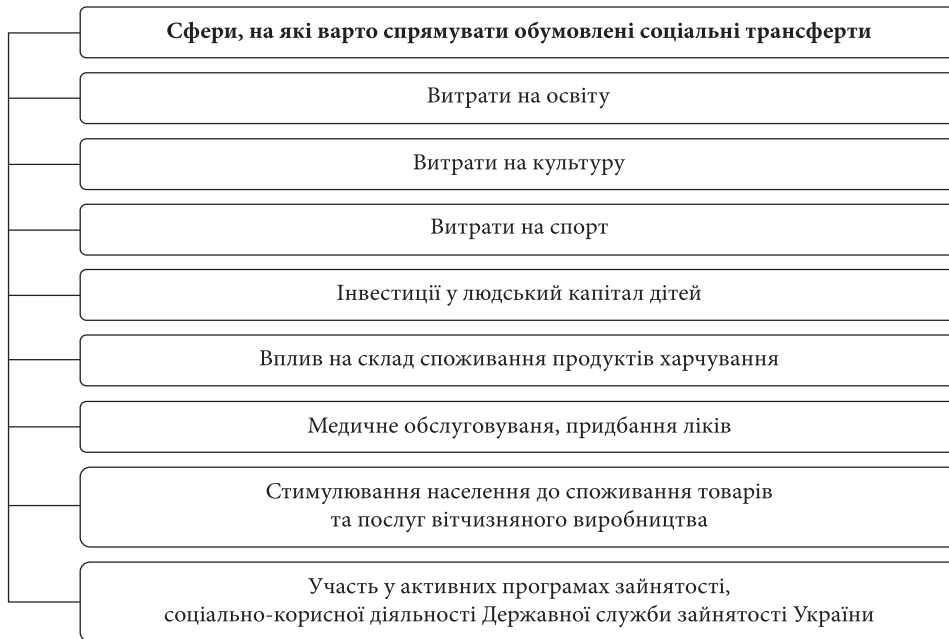 Сфери, на які варто спрямувати обумовлені соціальні трансферти
Витрати на освіту
Витрати на культуру
Витрати на спорт
Інвестиції у людський капітал дітей
Вплив на склад споживання продуктів харчування
Медичне обслуговуваня, придбання ліків
Стимулювання населення до споживання товарів
та послуг вітчизняного виробництва
Участь у активних програмах зайнятості,
соціально-корисної діяльності Державної служби зайнятості України